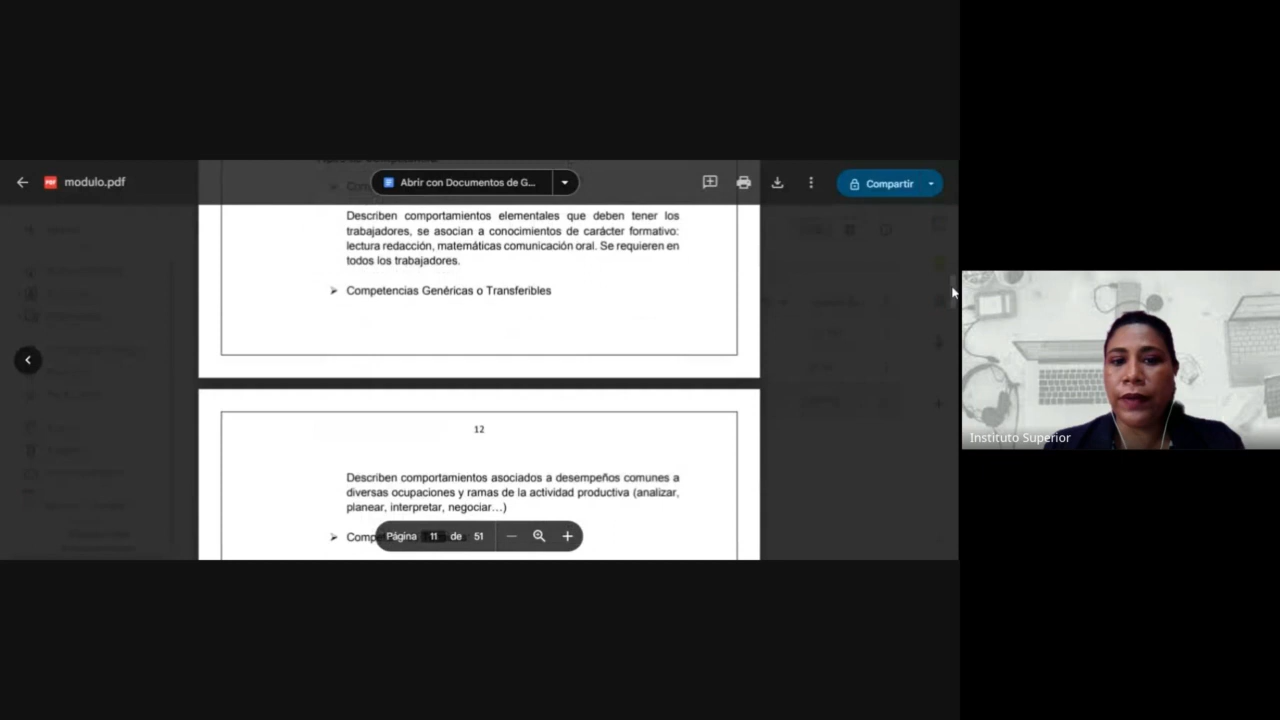 modulo.pdf
Abrir con Documentos de G...
Compartir
Describen comportamientos elementales que deben tener los
trabajadores, se asocian a conocimientos de carácter formativo:
lectura redacción, matemáticas comunicación oral. Se requieren en
todos los trabajadores.
➢ Competencias Genéricas o Transferibles
12
Describen comportamientos asociados a desempeños comunes a
diversas ocupaciones y ramas de la actividad productiva (analizar,
planear, interpretar, negociar…)
Página 11 de 51
Instituto Superior